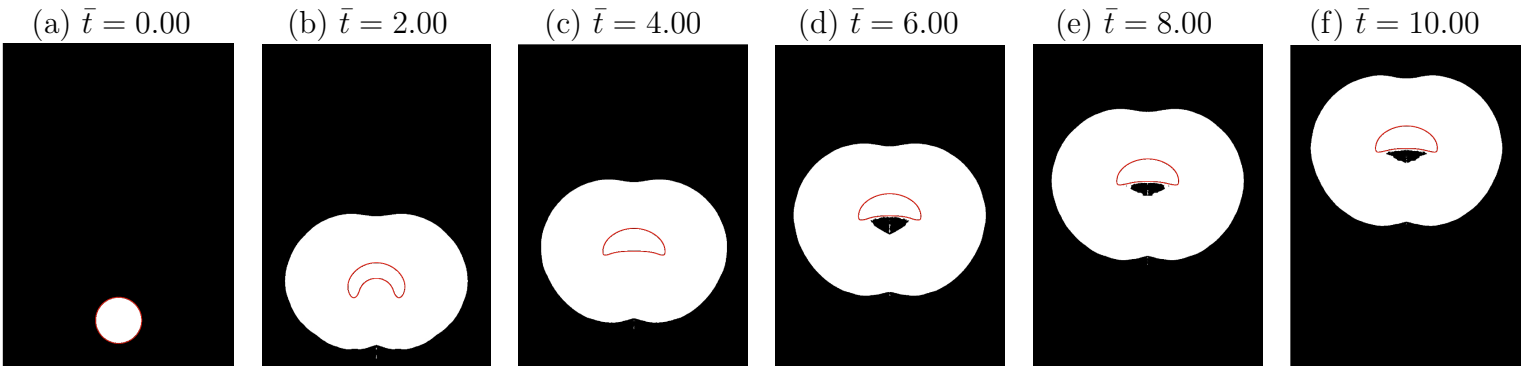 (a) t̄ = 0.00
(b) t̄ = 2.00
(c) t̄ = 4.00
(d) t̄ = 6.00
(e) t̄ = 8.00
(f) t̄ = 10.00